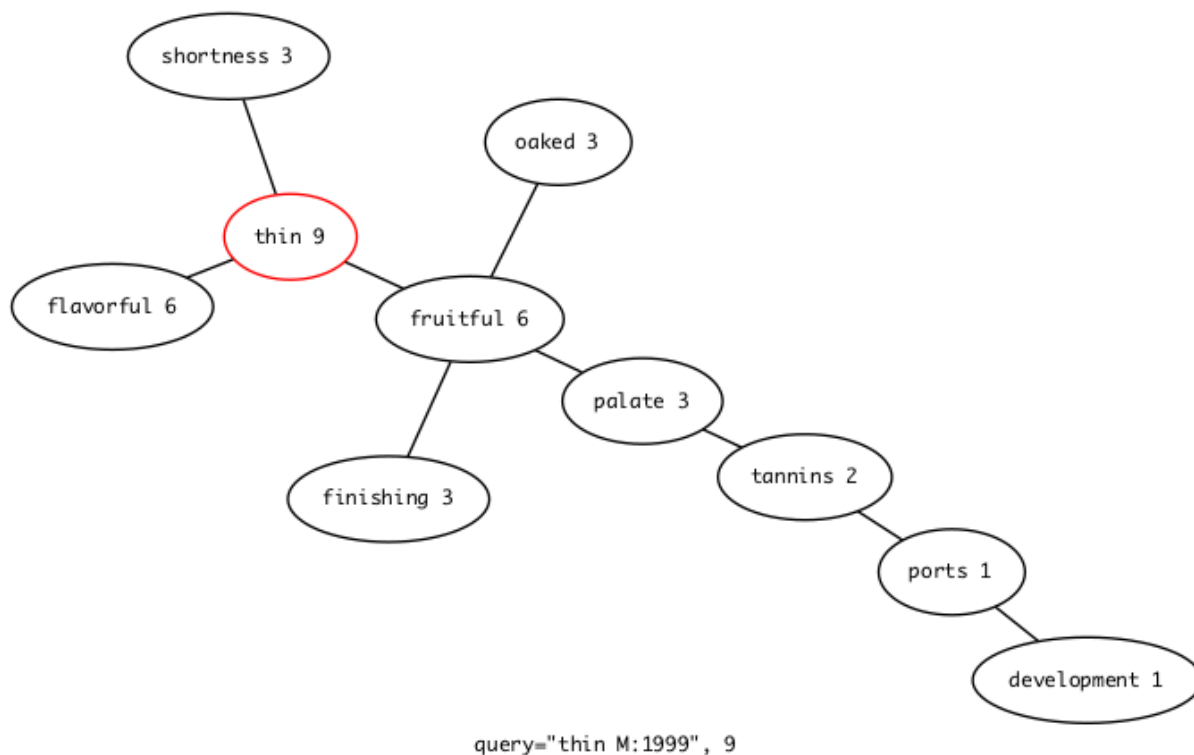 shortness 3
oaked 3
thin 9
flavorful 6
fruitful 6
palate 3
tannins 2
finishing 3
ports 1
development 1
query="thin M:1999", 9